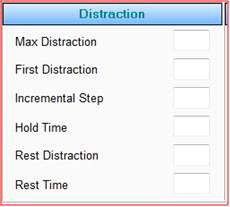 Distraction
Max Distraction
First Distraction
Incremental Step
Hold Time
Rest Distraction
Rest Time